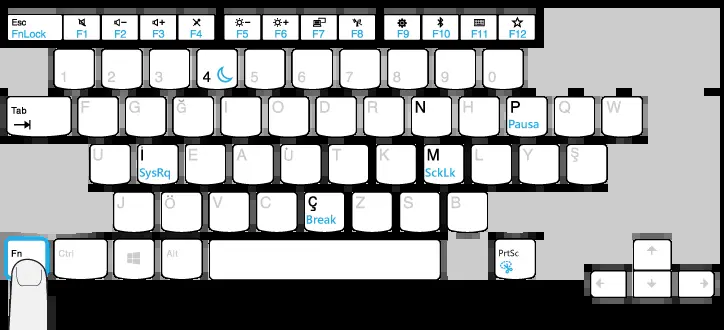 Esc F1 F2 F3 F4 F5 F6 F7 F8 F9 F10 F11 F12
FnLock
1 2 3 4 5 6 7 8 9 0
Tab F G Ğ I O D R N H P Q W
Pausa
U İ E A Ü T K M L Y Ş
SysRq SckLk
J Ö V C Ç Z S B
Break
Fn Ctrl Alt PrtSc